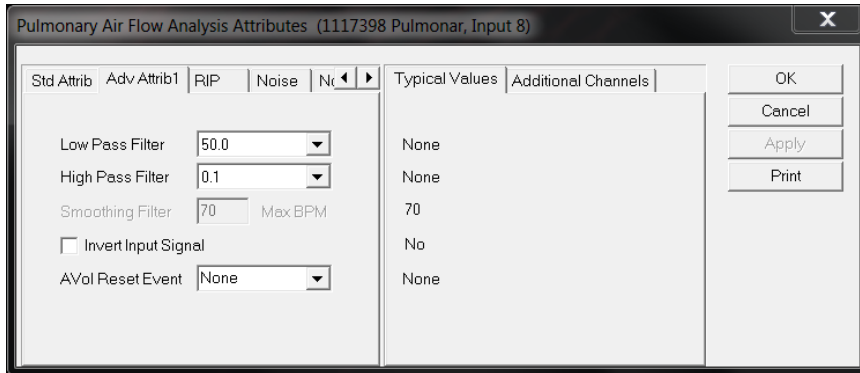 Pulmonary Air Flow Analysis Attributes (1117398 Pulmonar, Input 8) X
Std Attrib Adv Attrib1 RIP Noise No Typical Values Additional Channels OK
Cancel
Low Pass Filter 50.0 None Apply
High Pass Filter 0.1 None Print
Smoothing Filter 70 Max BPM 70
Invert Input Signal No
AVol Reset Event None None